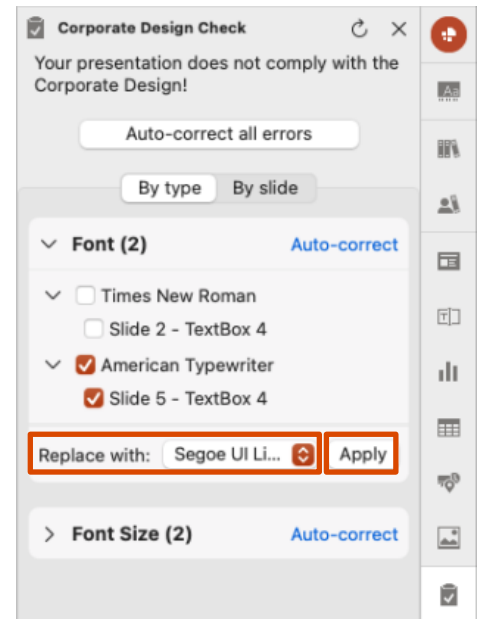 Corporate Design Check
Your presentation does not comply with the
Corporate Design!
Auto-correct all errors
By type By slide
Font (2) Auto-correct
Times New Roman
Slide 2 - TextBox 4
American Typewriter
Slide 5 - TextBox 4
Replace with: Segoe UI Li... Apply
Font Size (2) Auto-correct
Aa
T